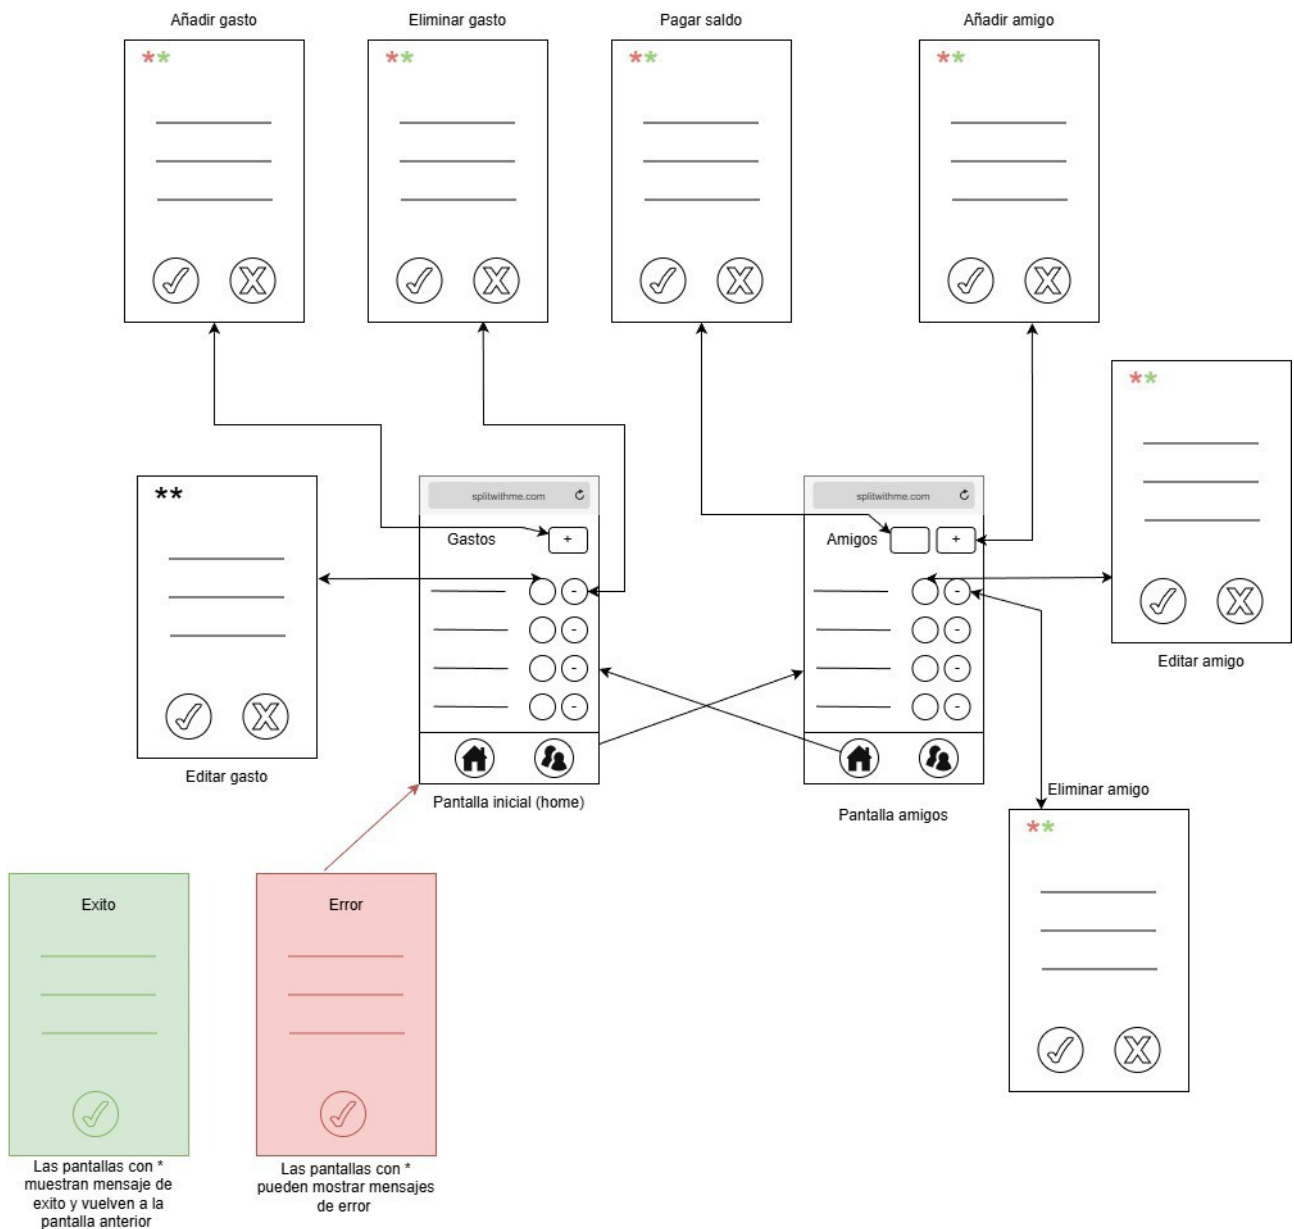 Añadir gasto
Eliminar gasto
Pagar saldo
Añadir amigo
**
**
**
**
**
Editar amigo
**
Editar gasto
splitwithme.com
Gastos
+
-
-
-
-
Pantalla inicial (home)
splitwithme.com
Amigos
+
-
-
-
-
Pantalla amigos
Eliminar amigo
**
Exito
Las pantallas con *
muestran mensaje de
exito y vuelven a la
pantalla anterior
Error
Las pantallas con *
pueden mostrar mensajes
de error